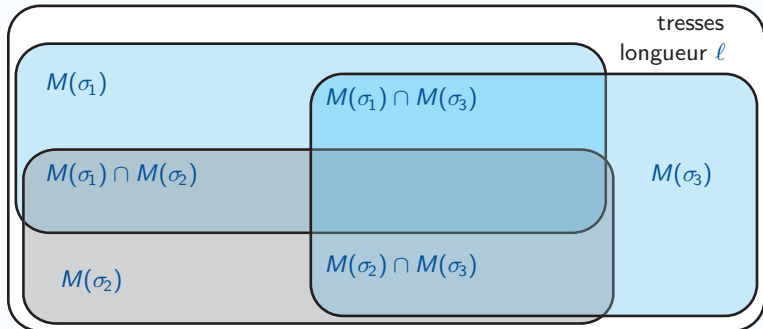 tresses
longueur ℓ
M(σ₁)
M(σ₁) ∩ M(σ₃)
M(σ₁) ∩ M(σ₂)
M(σ₃)
M(σ₂) ∩ M(σ₃)
M(σ₂)